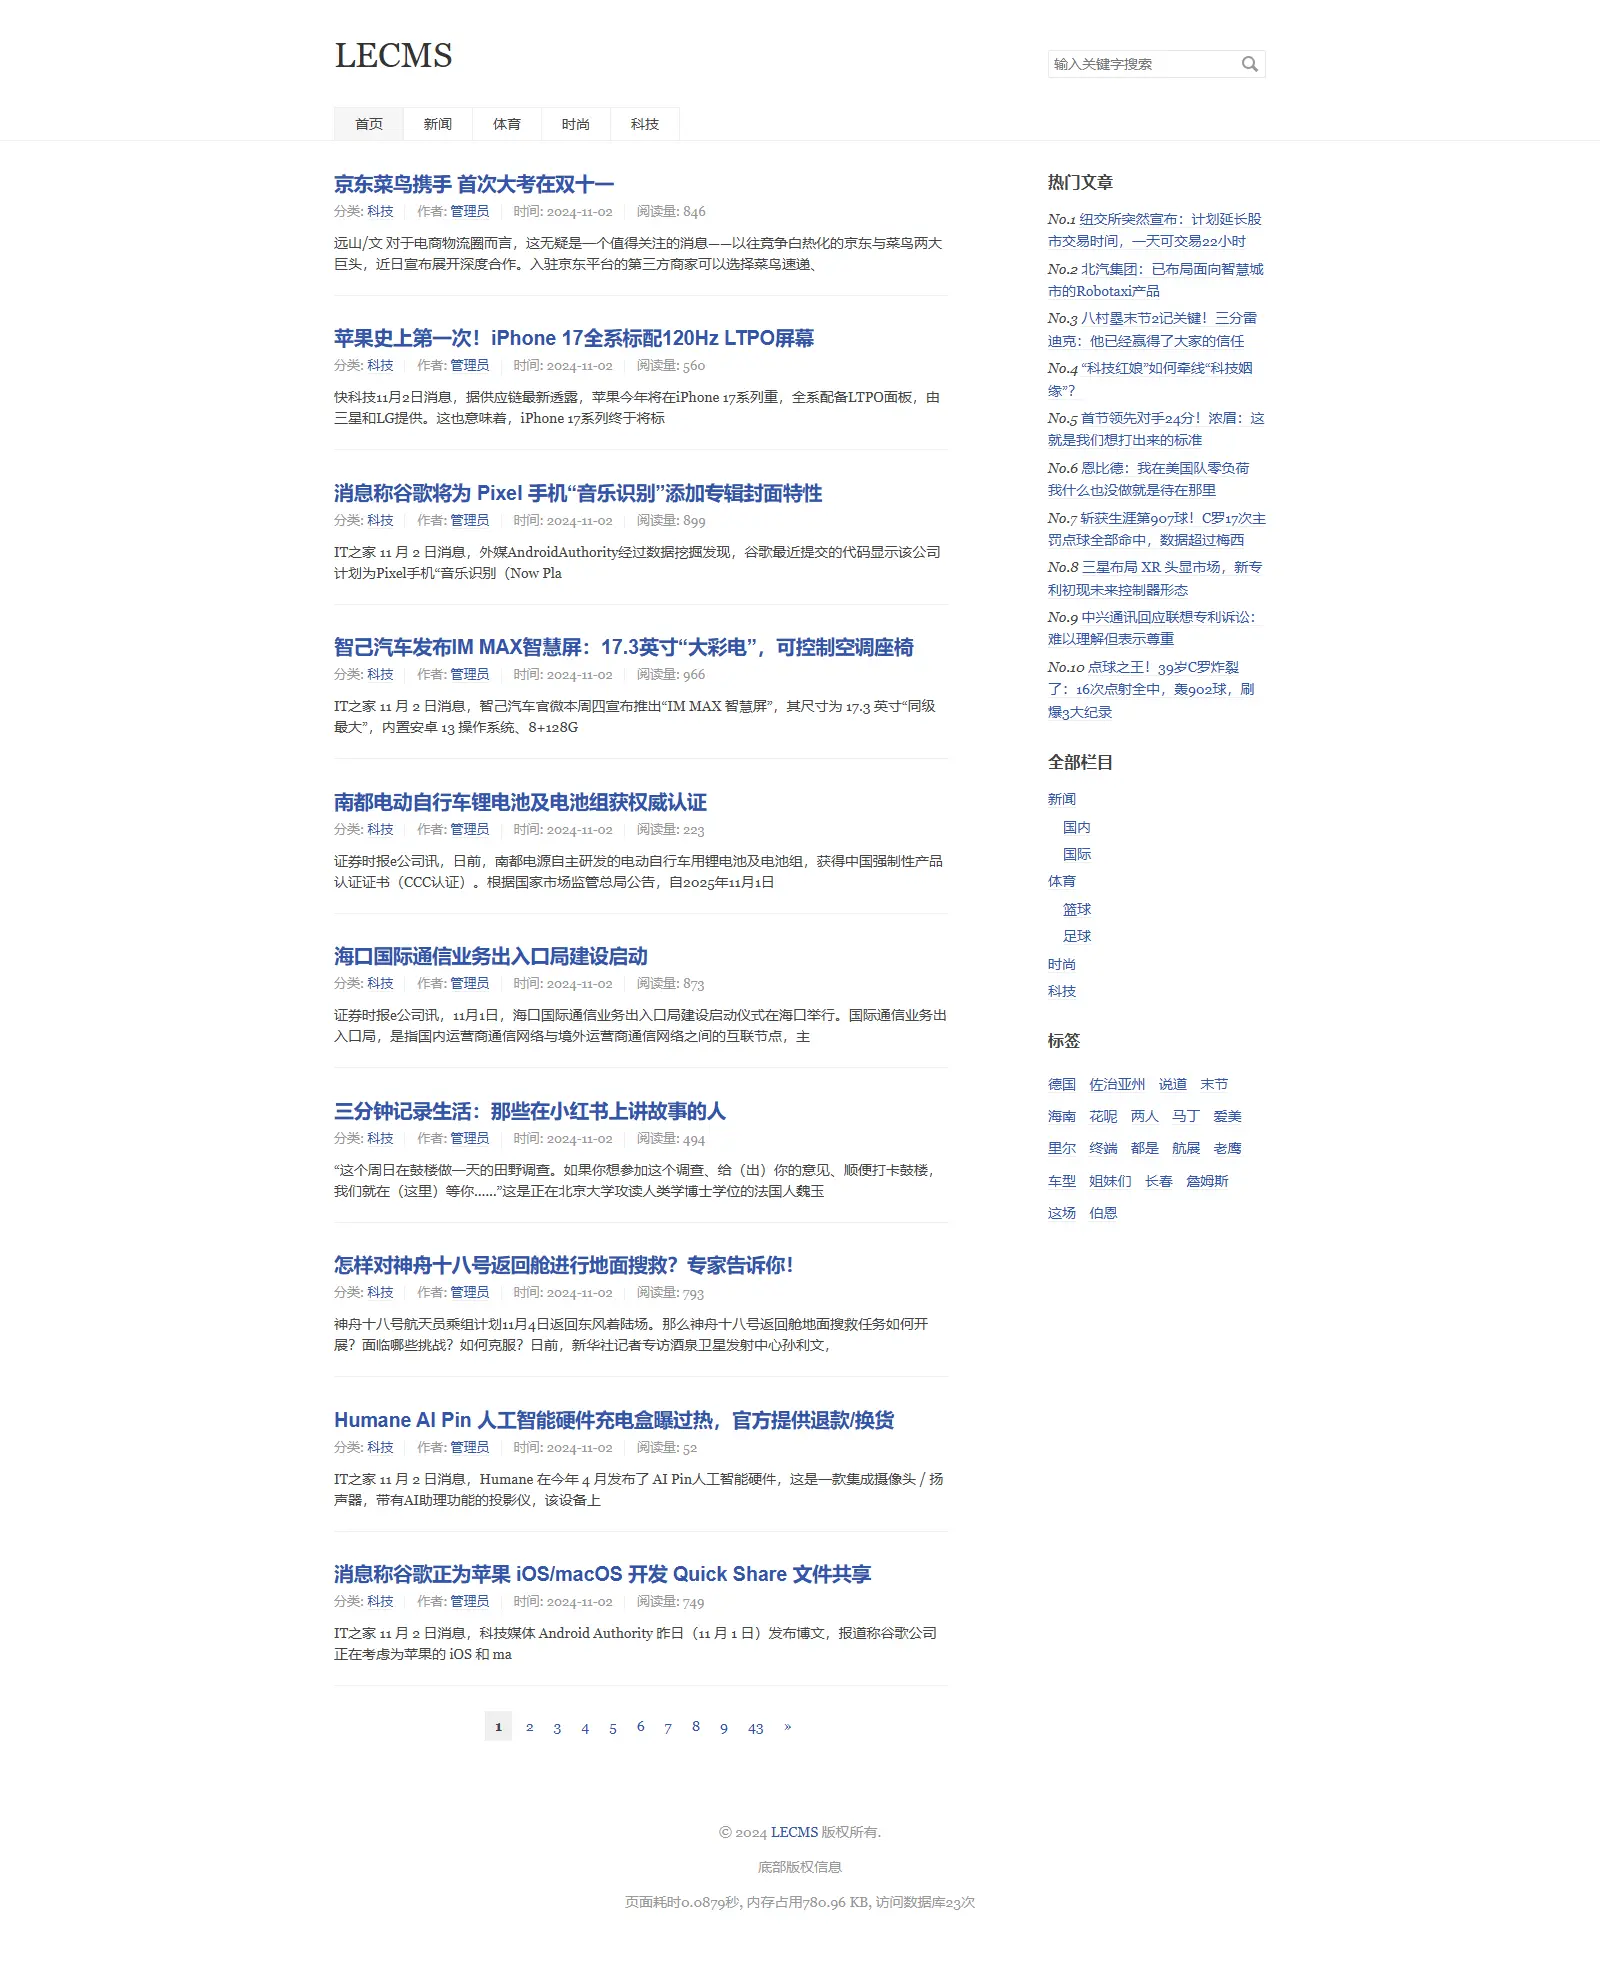 LECMS
输入关键字搜索
首页 新闻 体育 时尚 科技
京东菜鸟携手 首次大考在双十一
分类: 科技 作者: 管理员 时间: 2024-11-02 阅读量: 846
远山/文 对于电商物流圈而言，这无疑是一个值得关注的消息——以往竞争白热化的京东与菜鸟两大
巨头，近日宣布展开深度合作。入驻京东平台的第三方商家可以选择菜鸟速递、
苹果史上第一次！iPhone 17全系标配120Hz LTPO屏幕
分类: 科技 作者: 管理员 时间: 2024-11-02 阅读量: 560
快科技11月2日消息，据供应链最新透露，苹果今年将在iPhone 17系列重，全系配备LTPO面板，由
三星和LG提供。这也意味着，iPhone 17系列终于将标
消息称谷歌将为 Pixel 手机“音乐识别”添加专辑封面特性
分类: 科技 作者: 管理员 时间: 2024-11-02 阅读量: 899
IT之家 11 月 2 日消息，外媒AndroidAuthority经过数据挖掘发现，谷歌最近提交的代码显示该公司
计划为Pixel手机“音乐识别（Now Pla
智己汽车发布IM MAX智慧屏：17.3英寸“大彩电”，可控制空调座椅
分类: 科技 作者: 管理员 时间: 2024-11-02 阅读量: 966
IT之家 11 月 2 日消息，智己汽车官微本周四宣布推出“IM MAX 智慧屏”，其尺寸为 17.3 英寸“同级
最大”，内置安卓 13 操作系统、8+128G
南都电动自行车锂电池及电池组获权威认证
分类: 科技 作者: 管理员 时间: 2024-11-02 阅读量: 223
证券时报e公司讯，日前，南都电源自主研发的电动自行车用锂电池及电池组，获得中国强制性产品
认证证书（CCC认证）。根据国家市场监管总局公告，自2025年11月1日
海口国际通信业务出入口局建设启动
分类: 科技 作者: 管理员 时间: 2024-11-02 阅读量: 873
证券时报e公司讯，11月1日，海口国际通信业务出入口局建设启动仪式在海口举行。国际通信业务出
入口局，是指国内运营商通信网络与境外运营商通信网络之间的互联节点，主
三分钟记录生活：那些在小红书上讲故事的人
分类: 科技 作者: 管理员 时间: 2024-11-02 阅读量: 494
“这个周日在鼓楼做一天的田野调查。如果你想参加这个调查、给（出）你的意见、顺便打卡鼓楼，
我们就在（这里）等你……”这是正在北京大学攻读人类学博士学位的法国人魏玉
怎样对神舟十八号返回舱进行地面搜救？专家告诉你！
分类: 科技 作者: 管理员 时间: 2024-11-02 阅读量: 793
神舟十八号航天员乘组计划11月4日返回东风着陆场。那么神舟十八号返回舱地面搜救任务如何开
展？面临哪些挑战？如何克服？日前，新华社记者专访酒泉卫星发射中心孙利文，
Humane AI Pin 人工智能硬件充电盒曝过热，官方提供退款/换货
分类: 科技 作者: 管理员 时间: 2024-11-02 阅读量: 52
IT之家 11 月 2 日消息，Humane 在今年 4 月发布了 AI Pin人工智能硬件，这是一款集成摄像头 / 扬
声器，带有AI助理功能的投影仪，该设备上
消息称谷歌正为苹果 iOS/macOS 开发 Quick Share 文件共享
分类: 科技 作者: 管理员 时间: 2024-11-02 阅读量: 749
IT之家 11 月 2 日消息，科技媒体 Android Authority 昨日（11 月 1 日）发布博文，报道称谷歌公司
正在考虑为苹果的 iOS 和 ma
1 2 3 4 5 6 7 8 9 43 »
热门文章
No.1 纽交所突然宣布：计划延长股
市交易时间，一天可交易22小时
No.2 北汽集团：已布局面向智慧城
市的Robotaxi产品
No.3 八村塁末节2记关键！三分雷
迪克：他已经赢得了大家的信任
No.4 “科技红娘”如何牵线“科技姻
缘”？
No.5 首节领先对手24分！浓眉：这
就是我们想打出来的标准
No.6 恩比德：我在美国队零负荷
我什么也没做就是待在那里
No.7 斩获生涯第907球！C罗17次主
罚点球全部命中，数据超过梅西
No.8 三星布局 XR 头显市场，新专
利初现未来控制器形态
No.9 中兴通讯回应联想专利诉讼：
难以理解但表示尊重
No.10 点球之王！39岁C罗炸裂
了：16次点射全中，轰902球，刷
爆3大纪录
全部栏目
新闻
国内
国际
体育
篮球
足球
时尚
科技
标签
德国 佐治亚州 说道 末节
海南 花呢 两人 马丁 爱美
里尔 终端 都是 航展 老鹰
车型 姐妹们 长春 詹姆斯
这场 伯恩
© 2024 LECMS 版权所有.
底部版权信息
页面耗时0.0879秒, 内存占用780.96 KB, 访问数据库23次